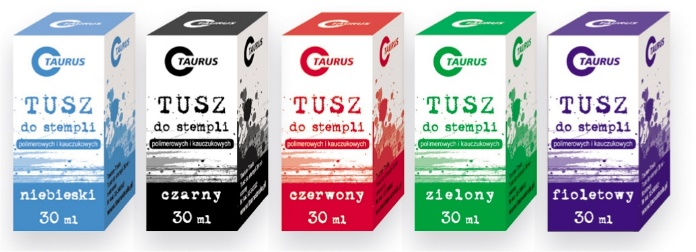 TAURUS
TUSZ
do stempli
polimerowych i kauczukowych
niebieski
30 ml
TAURUS
TUSZ
do stempli
polimerowych i kauczukowych
czarny
30 ml
TAURUS
TUSZ
do stempli
polimerowych i kauczukowych
czerwony
30 ml
TAURUS
TUSZ
do stempli
polimerowych i kauczukowych
zielony
30 ml
TAURUS
TUSZ
do stempli
polimerowych i kauczukowych
fioletowy
30 ml